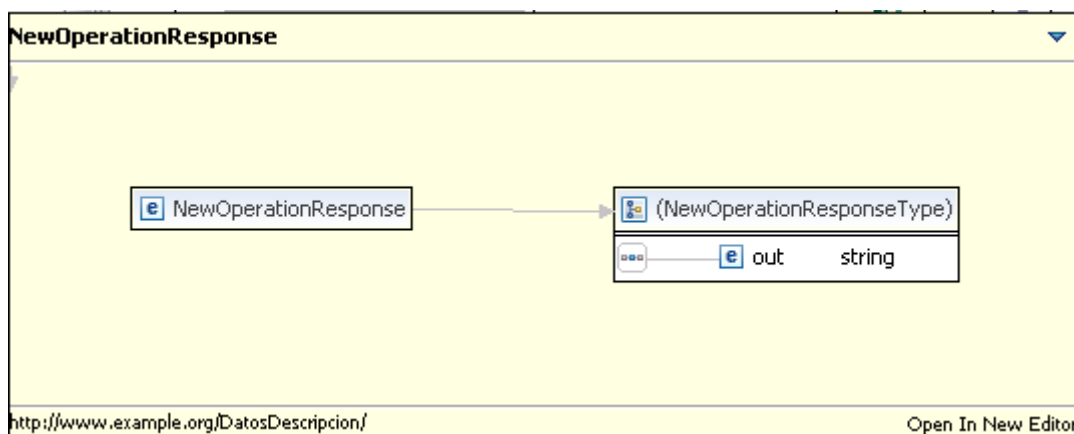 NewOperationResponse
e NewOperationResponse
(NewOperationResponseType)
e out string
http://www.example.org/DatosDescripcion/
Open In New Editor